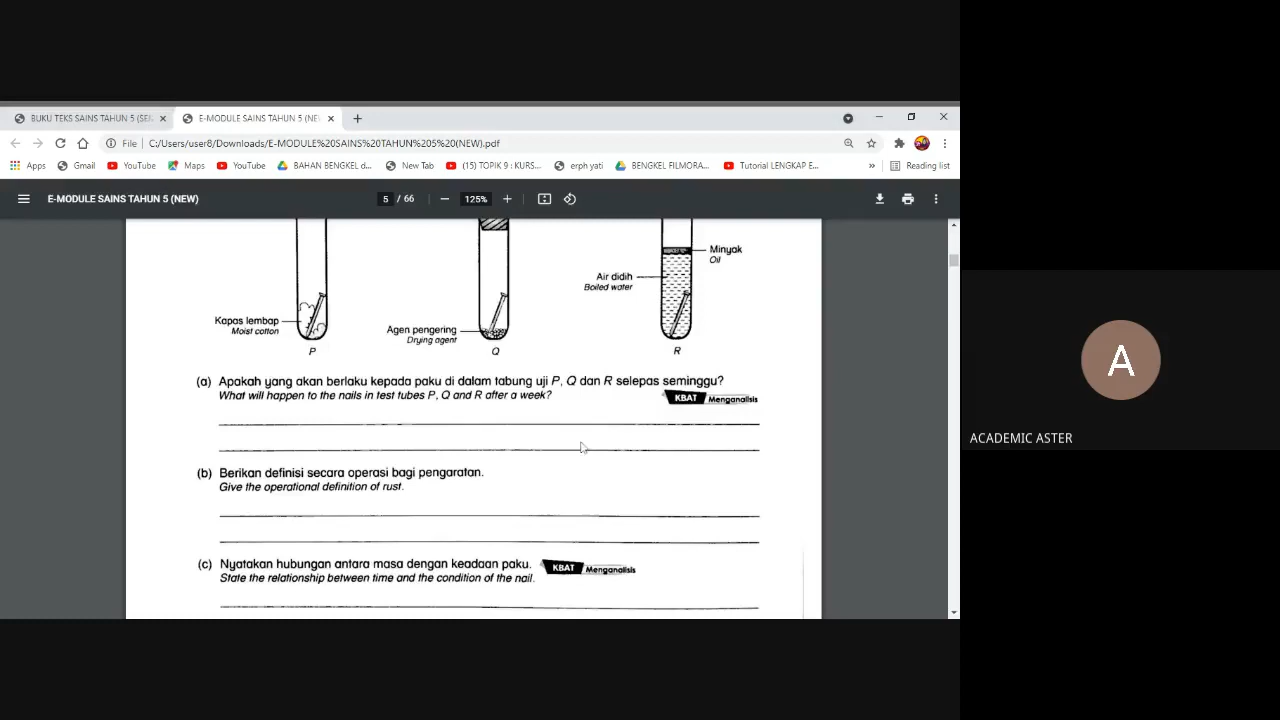 BUKU TEKS SAINS TAHUN 5 (SEM
E-MODULE SAINS TAHUN 5 (NE
File | C:/Users/user8/Downloads/E-MODULE%20SAINS%20TAHUN%205%20(NEW).pdf
Apps Gmail YouTube Maps YouTube BAHAN BENGKEL d... New Tab (15) TOPIK 9 : KURS... erph yati BENGKEL FILMORA... Tutorial LENGKAP E... » Reading list
E-MODULE SAINS TAHUN 5 (NEW) 5 / 66 125%
Minyak
Oil
Air didih
Boiled water
Kapas lembap
Moist cotton
Agen pengering
Drying agent
P Q R
(a) Apakah yang akan berlaku kepada paku di dalam tabung uji P, Q dan R selepas seminggu?
What will happen to the nails in test tubes P, Q and R after a week? KBAT Menganalisis
(b) Berikan definisi secara operasi bagi pengaratan.
Give the operational definition of rust.
(c) Nyatakan hubungan antara masa dengan keadaan paku. KBAT Menganalisis
State the relationship between time and the condition of the nail.
A
ACADEMIC ASTER